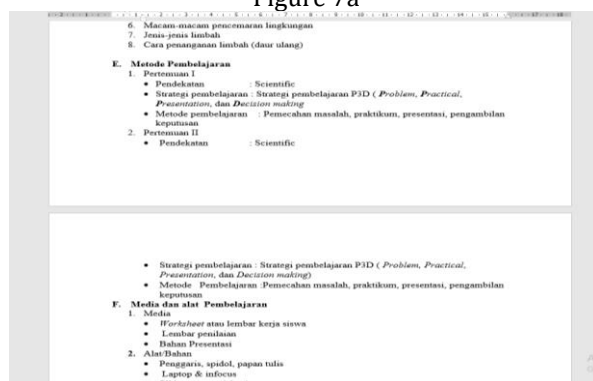 Figure 7a
6. Macam-macam pencemaran lingkungan
7. Jenis-jenis limbah
8. Cara penanganan limbah (daur ulang)
E. Metode Pembelajaran
1. Pertemuan I
• Pendekatan : Scientific
• Strategi pembelajaran : Strategi pembelajaran P3D ( Problem, Practical,
Presentation, dan Decision making
• Metode pembelajaran : Pemecahan masalah, praktikum, presentasi, pengambilan
keputusan
2. Pertemuan II
• Pendekatan : Scientific
• Strategi pembelajaran : Strategi pembelajaran P3D ( Problem, Practical,
Presentation, dan Decision making)
• Metode Pembelajaran :Pemecahan masalah, praktikum, presentasi, pengambilan
keputusan
F. Media dan alat Pembelajaran
1. Media
• Worksheet atau lembar kerja siswa
• Lembar penilaian
• Bahan Presentasi
2. Alat/Bahan
• Penggaris, spidol, papan tulis
• Laptop & infocus